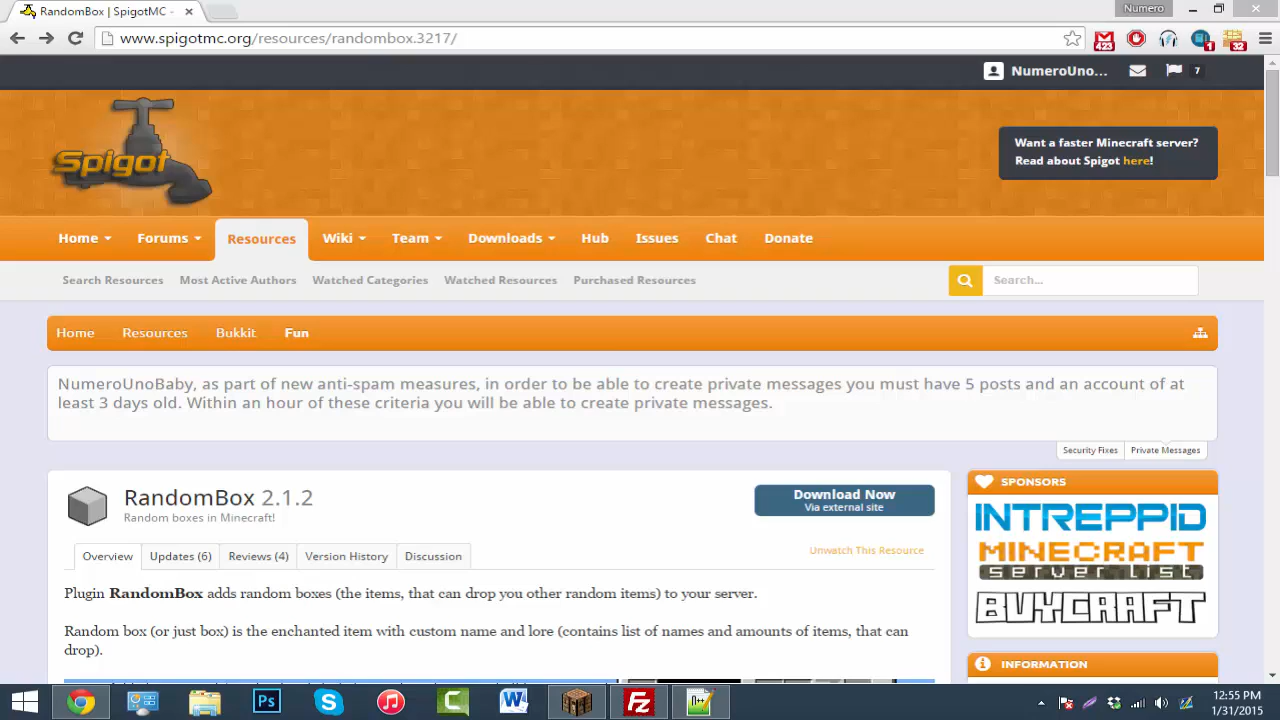 RandomBox | SpigotMC -
Numero
www.spigotmc.org/resources/randombox.3217/
423
1
32
NumeroUno...
7
Spigot
Want a faster Minecraft server?
Read about Spigot here!
Home
Forums
Resources
Wiki
Team
Downloads
Hub
Issues
Chat
Donate
Search Resources
Most Active Authors
Watched Categories
Watched Resources
Purchased Resources
Search...
Home
Resources
Bukkit
Fun
NumeroUnoBaby, as part of new anti-spam measures, in order to be able to create private messages you must have 5 posts and an account of at
least 3 days old. Within an hour of these criteria you will be able to create private messages.
Security Fixes
Private Messages
RandomBox 2.1.2
Random boxes in Minecraft!
Download Now
Via external site
Overview
Updates (6)
Reviews (4)
Version History
Discussion
Unwatch This Resource
Plugin RandomBox adds random boxes (the items, that can drop you other random items) to your server.
Random box (or just box) is the enchanted item with custom name and lore (contains list of names and amounts of items, that can
drop).
SPONSORS
INTREPPID
MINECRAFT
server list
BUYCRAFT
INFORMATION
Ps
12:55 PM
1/31/2015